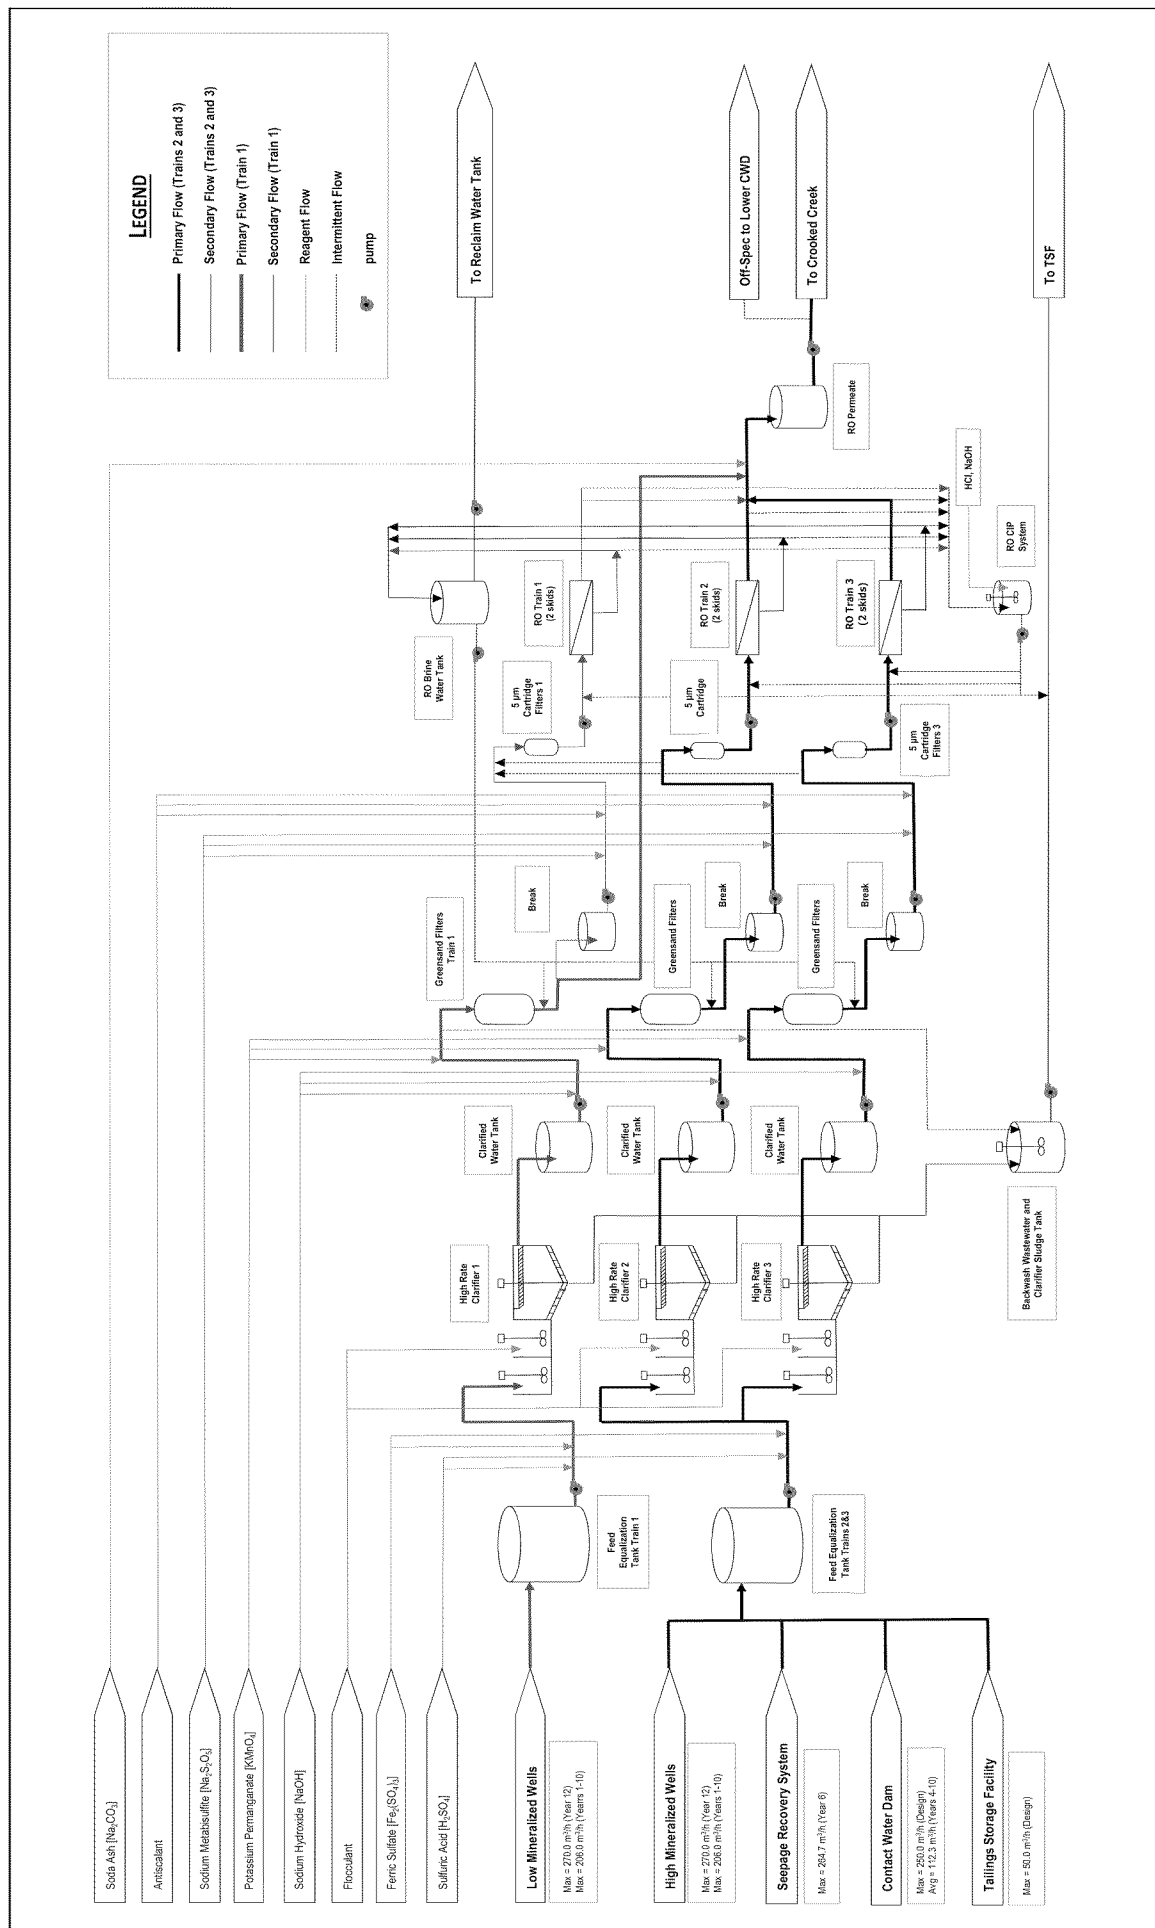 LEGEND
Primary Flow (Trains 2 and 3)
Secondary Flow (Trains 2 and 3)
Primary Flow (Train 1)
Secondary Flow (Train 1)
Reagent Flow
Intermittent Flow
pump
Soda Ash [Na₂CO₃]
Antiscalant
Sodium Metabisulfite [Na₂S₂O₅]
Potassium Permanganate [KMnO₄]
Sodium Hydroxide [NaOH]
Flocculant
Ferric Sulfate [Fe₂(SO₄)₃]
Sulfuric Acid [H₂SO₄]
Low Mineralized Wells
Max = 270.0 m³/h (Year 12)
Max = 206.0 m³/h (Years 1-10)
High Mineralized Wells
Max = 270.0 m³/h (Year 12)
Max = 206.0 m³/h (Years 1-10)
Seepage Recovery System
Max = 264.7 m³/h (Year 6)
Contact Water Dam
Max = 250.0 m³/h (Design)
Avg = 112.3 m³/h (Years 4-10)
Tailings Storage Facility
Max = 50.0 m³/h (Design)
Feed
Equalization
Tank Train 1
Feed Equalization
Tank Trains 2&3
High Rate
Clarifier 1
High Rate
Clarifier 2
High Rate
Clarifier 3
Clarified
Water Tank
Clarified
Water Tank
Clarified
Water Tank
Backwash Wastewater and
Clarifier Sludge Tank
Greensand Filters
Train 1
Greensand Filters
Greensand Filters
Break
Break
Break
5 µm
Cartridge
Filters 1
5 µm
Cartridge
5 µm
Cartridge
Filters 3
RO Brine
Water Tank
RO Train 1
(2 skids)
RO Train 2
(2 skids)
RO Train 3
(2 skids)
RO CIP
System
HCl, NaOH
RO Permeate
To Reclaim Water Tank
Off-Spec to Lower CWD
To Crooked Creek
To TSF